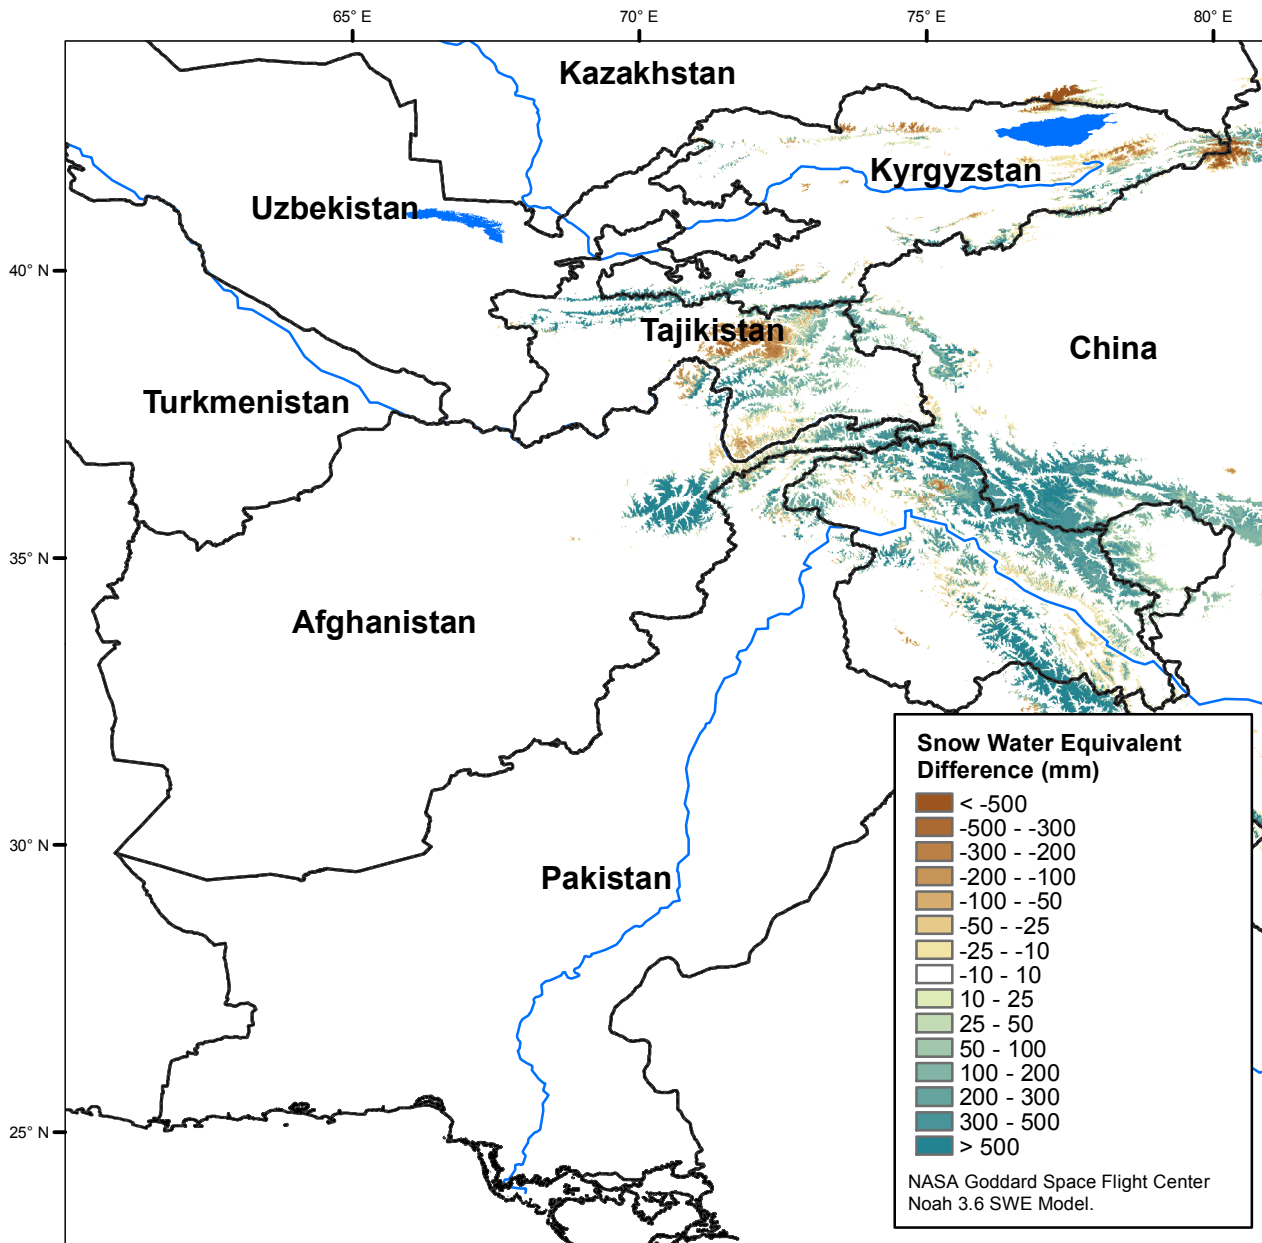 65° E
70° E
75° E
80° E
Kazakhstan
Kyrgyzstan
Uzbekistan
40° N
Tajikistan
China
Turkmenistan
35° N
Afghanistan
30° N
Pakistan
25° N
Snow Water Equivalent
Difference (mm)
< -500
-500 - -300
-300 - -200
-200 - -100
-100 - -50
-50 - -25
-25 - -10
-10 - 10
10 - 25
25 - 50
50 - 100
100 - 200
200 - 300
300 - 500
> 500
NASA Goddard Space Flight Center
Noah 3.6 SWE Model.